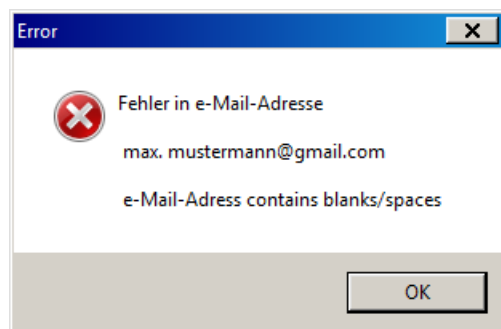 Error
Fehler in e-Mail-Adresse
max. mustermann@gmail.com
e-Mail-Adress contains blanks/spaces
OK